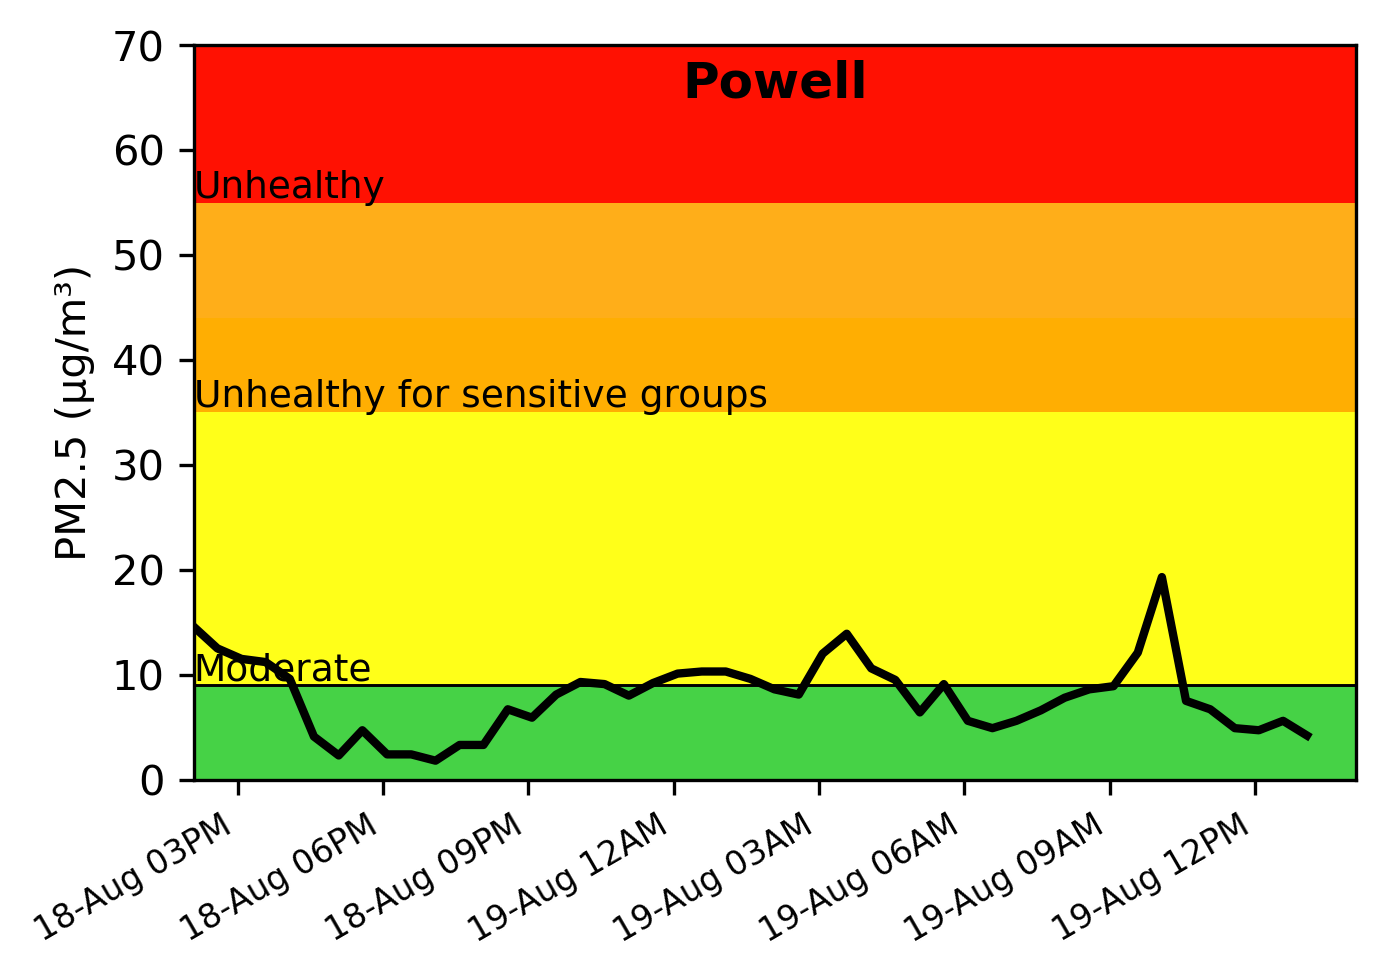 Powell
70
60
50
40
30
20
10
0
PM2.5 (µg/m³)
Unhealthy
Unhealthy for sensitive groups
Moderate
18-Aug 03PM
18-Aug 06PM
18-Aug 09PM
19-Aug 12AM
19-Aug 03AM
19-Aug 06AM
19-Aug 09AM
19-Aug 12PM